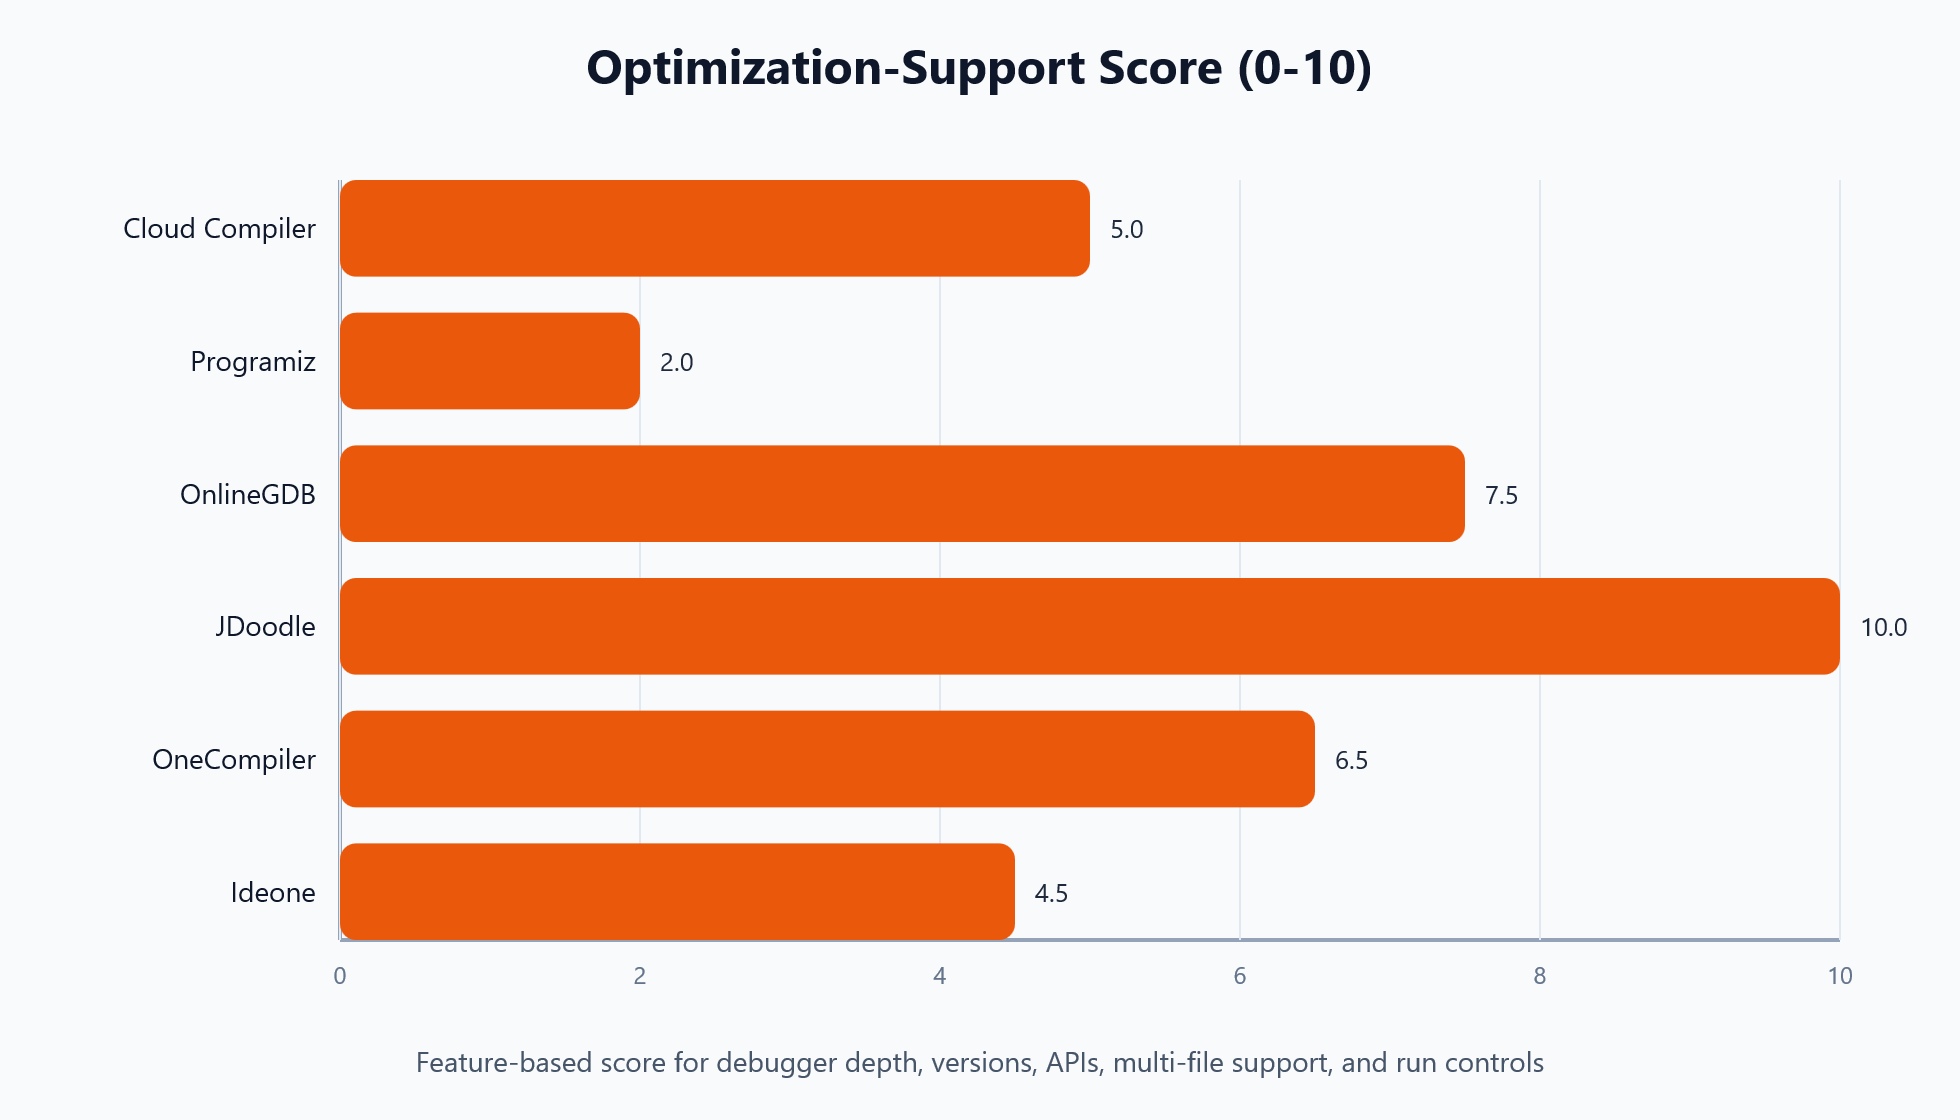 Optimization-Support Score (0-10)
Cloud Compiler
5.0
Programiz
2.0
OnlineGDB
7.5
JDoodle
10.0
OneCompiler
6.5
Ideone
4.5
0 2 4 6 8 10
Feature-based score for debugger depth, versions, APIs, multi-file support, and run controls